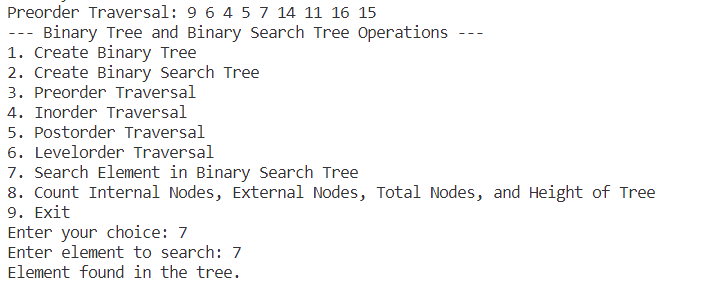 Preorder Traversal: 9 6 4 5 7 14 11 16 15
--- Binary Tree and Binary Search Tree Operations ---
1. Create Binary Tree
2. Create Binary Search Tree
3. Preorder Traversal
4. Inorder Traversal
5. Postorder Traversal
6. Levelorder Traversal
7. Search Element in Binary Search Tree
8. Count Internal Nodes, External Nodes, Total Nodes, and Height of Tree
9. Exit
Enter your choice: 7
Enter element to search: 7
Element found in the tree.